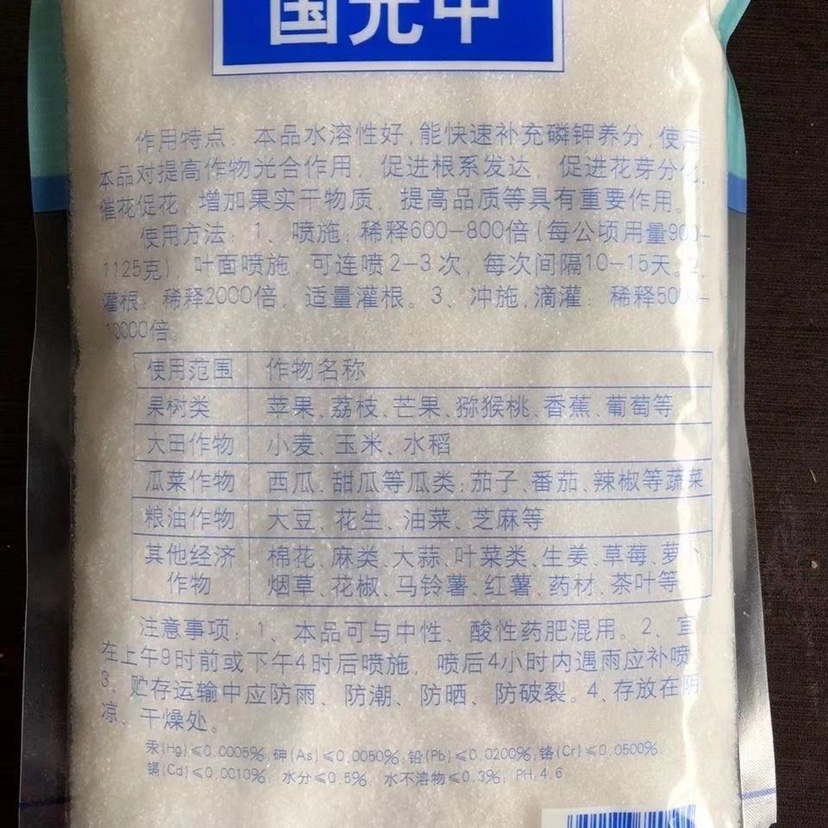 国光甲
作用特点：本品水溶性好，能快速补充磷钾养分，使用
本品对提高作物光合作用，促进根系发达，促进花芽分化，
催花促花，增加果实干物质，提高品质等具有重要作用。
使用方法：1、喷施：稀释600-800倍（每公顷用量900-
1125克），叶面喷施，可连喷2-3次，每次间隔10-15天。2、
灌根：稀释2000倍，适量灌根。3、冲施，滴灌：稀释5000-
10000倍。
使用范围 作物名称
果树类 苹果、荔枝、芒果、猕猴桃、香蕉、葡萄等
大田作物 小麦、玉米、水稻
瓜菜作物 西瓜、甜瓜等瓜类；茄子、番茄、辣椒等蔬菜
粮油作物 大豆、花生、油菜、芝麻等
其他经济 棉花、麻类、大蒜、叶菜类、生姜、草莓、萝卜
作物 烟草、花椒、马铃薯、红薯、药材、茶叶等
注意事项：1、本品可与中性、酸性药肥混用。2、宜
在上午9时前或下午4时后喷施，喷后4小时内遇雨应补喷
3、贮存运输中应防雨、防潮、防晒、防破裂。4、存放在阴
凉、干燥处。
汞(Hg)≤0.0005%，砷(As)≤0.0050%，铅(Pb)≤0.0200%，铬(Cr)≤0.0500%
镉(Cd)≤0.0010%，水分≤0.5%，水不溶物≤0.3%，PH,4.6